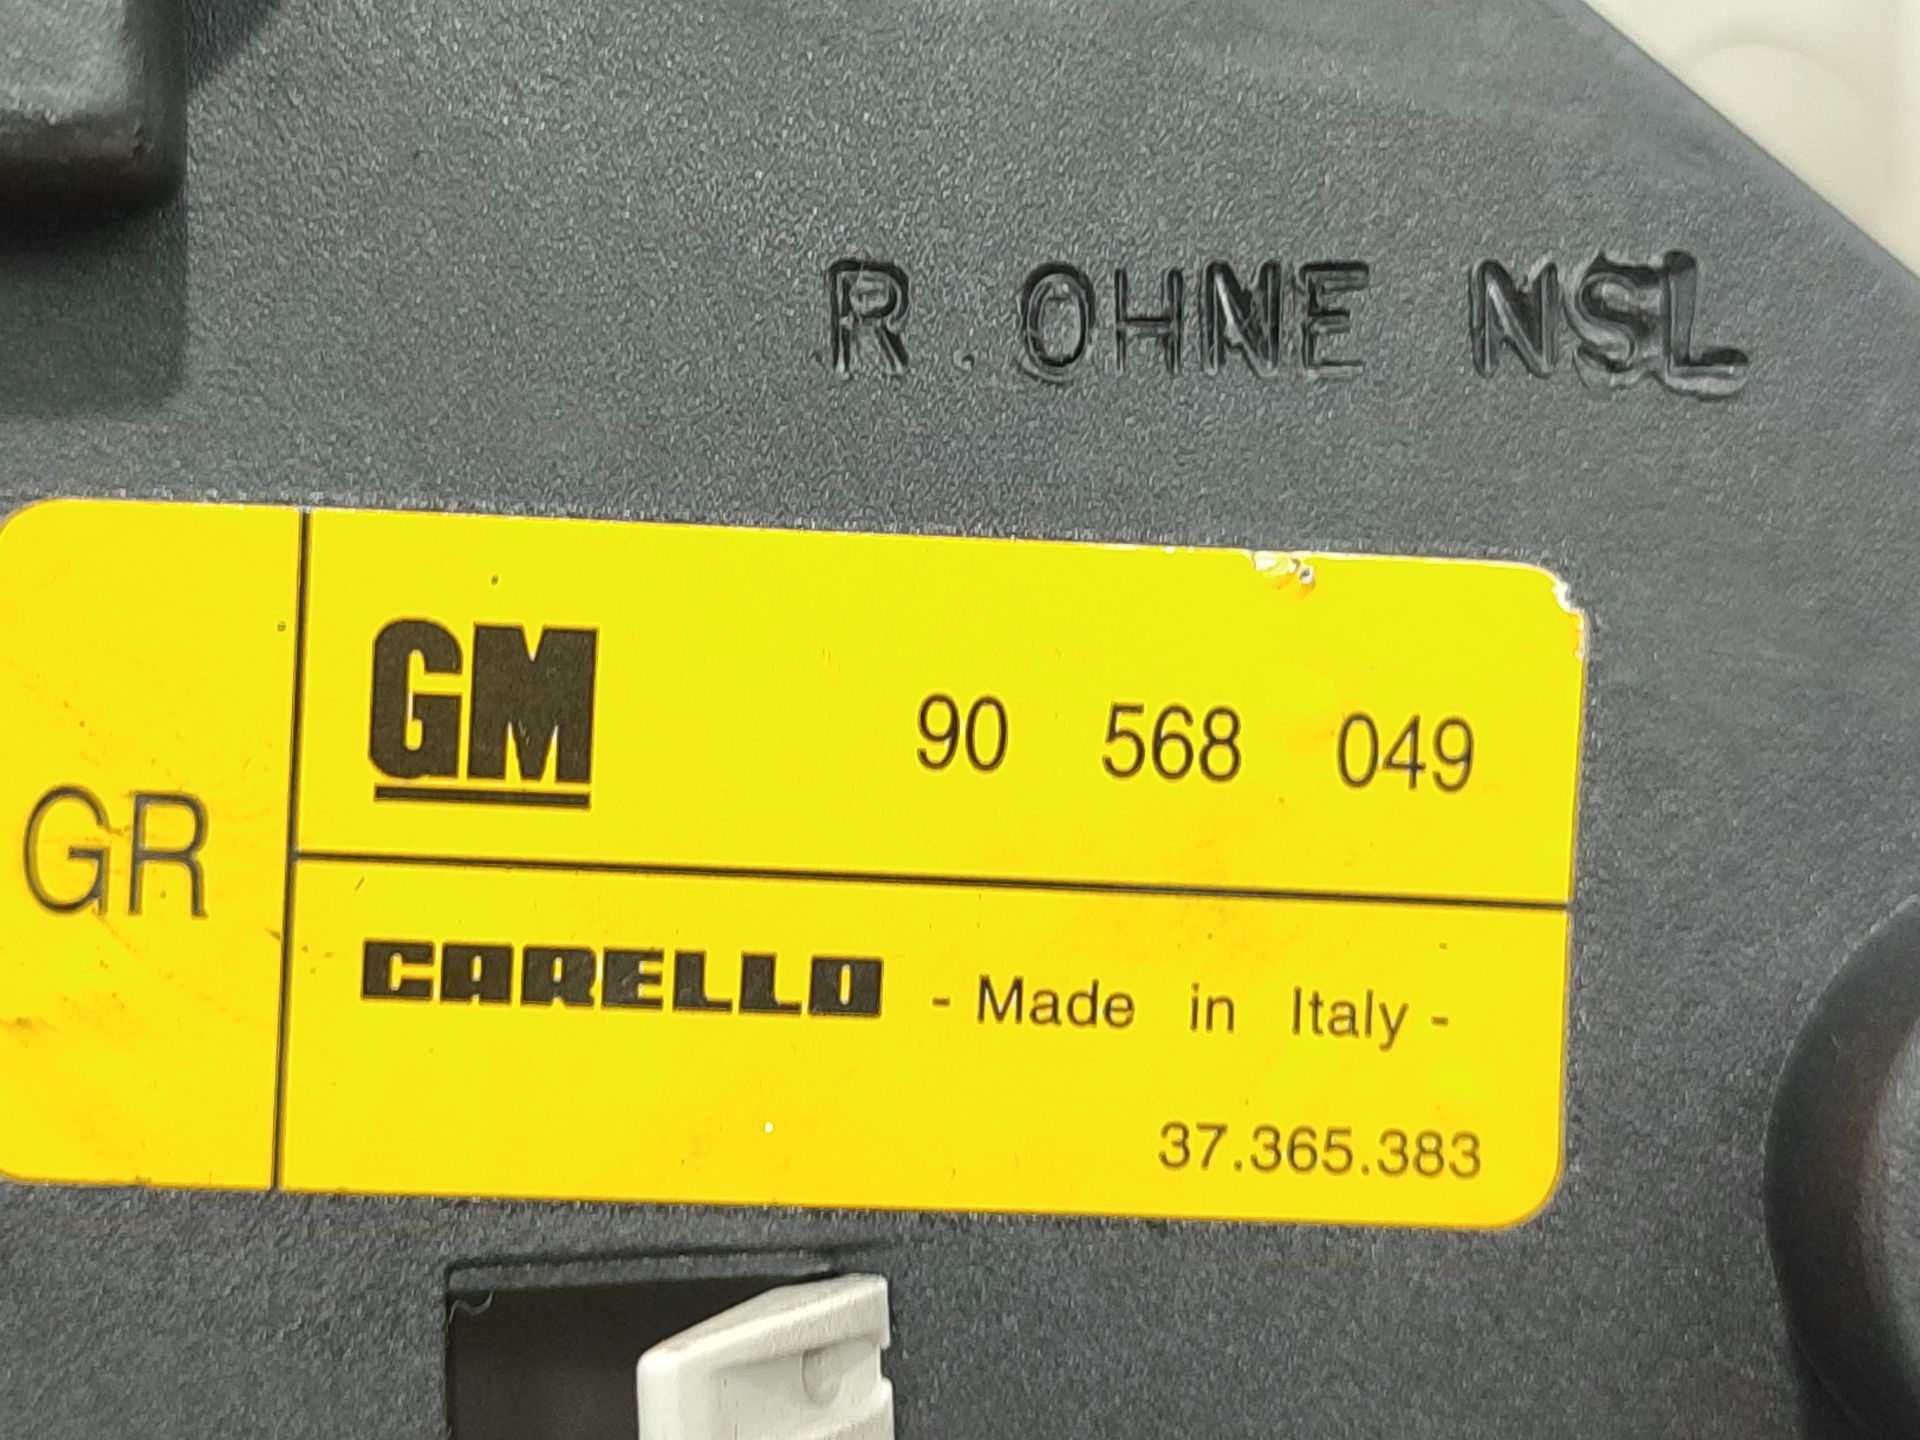 R. OHNE NSL
GM 90 568 049
GR
CARELLO - Made in Italy -
37.365.383